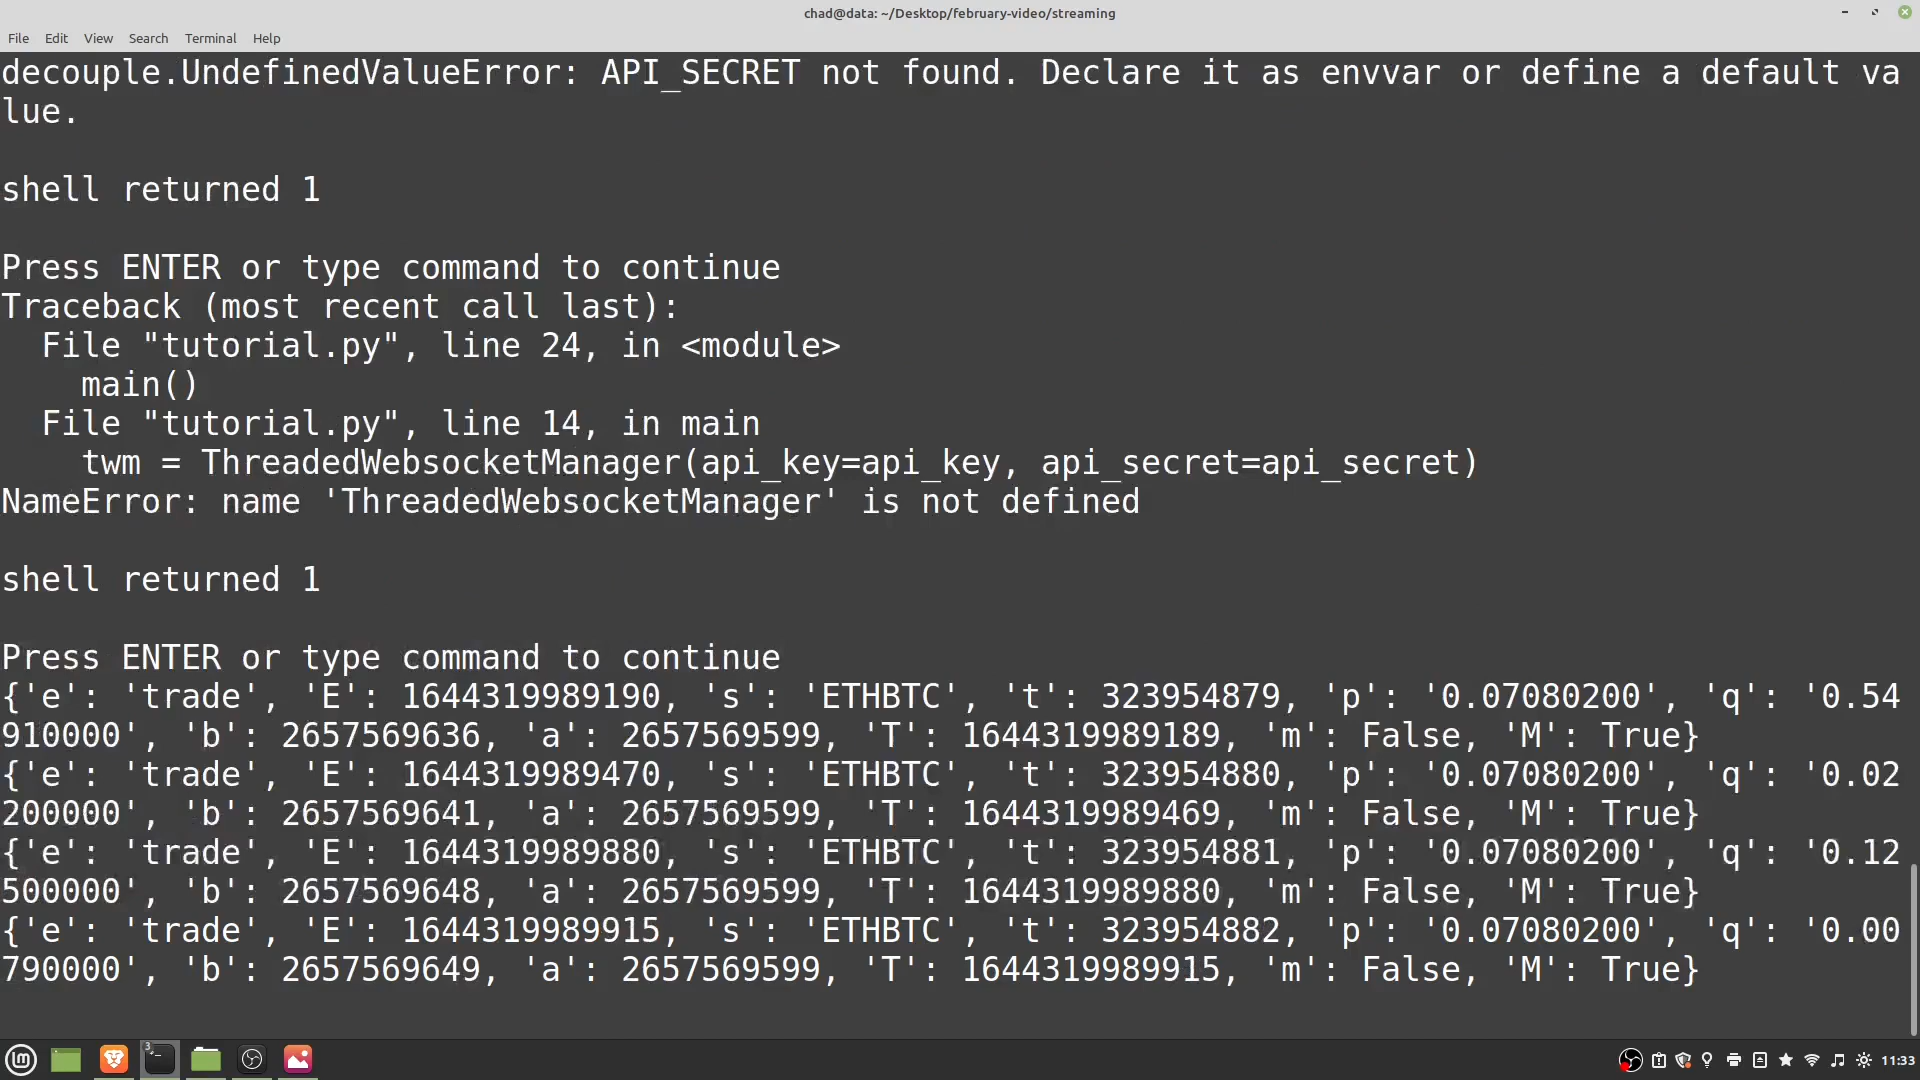 chad@data: ~/Desktop/february-video/streaming
File Edit View Search Terminal Help
decouple.UndefinedValueError: API_SECRET not found. Declare it as envvar or define a default va
lue.
shell returned 1
Press ENTER or type command to continue
Traceback (most recent call last):
  File "tutorial.py", line 24, in <module>
    main()
  File "tutorial.py", line 14, in main
    twm = ThreadedWebsocketManager(api_key=api_key, api_secret=api_secret)
NameError: name 'ThreadedWebsocketManager' is not defined
shell returned 1
Press ENTER or type command to continue
{'e': 'trade', 'E': 1644319989190, 's': 'ETHBTC', 't': 323954879, 'p': '0.07080200', 'q': '0.54
910000', 'b': 2657569636, 'a': 2657569599, 'T': 1644319989189, 'm': False, 'M': True}
{'e': 'trade', 'E': 1644319989470, 's': 'ETHBTC', 't': 323954880, 'p': '0.07080200', 'q': '0.02
200000', 'b': 2657569641, 'a': 2657569599, 'T': 1644319989469, 'm': False, 'M': True}
{'e': 'trade', 'E': 1644319989880, 's': 'ETHBTC', 't': 323954881, 'p': '0.07080200', 'q': '0.12
500000', 'b': 2657569648, 'a': 2657569599, 'T': 1644319989880, 'm': False, 'M': True}
{'e': 'trade', 'E': 1644319989915, 's': 'ETHBTC', 't': 323954882, 'p': '0.07080200', 'q': '0.00
790000', 'b': 2657569649, 'a': 2657569599, 'T': 1644319989915, 'm': False, 'M': True}
3
11:33